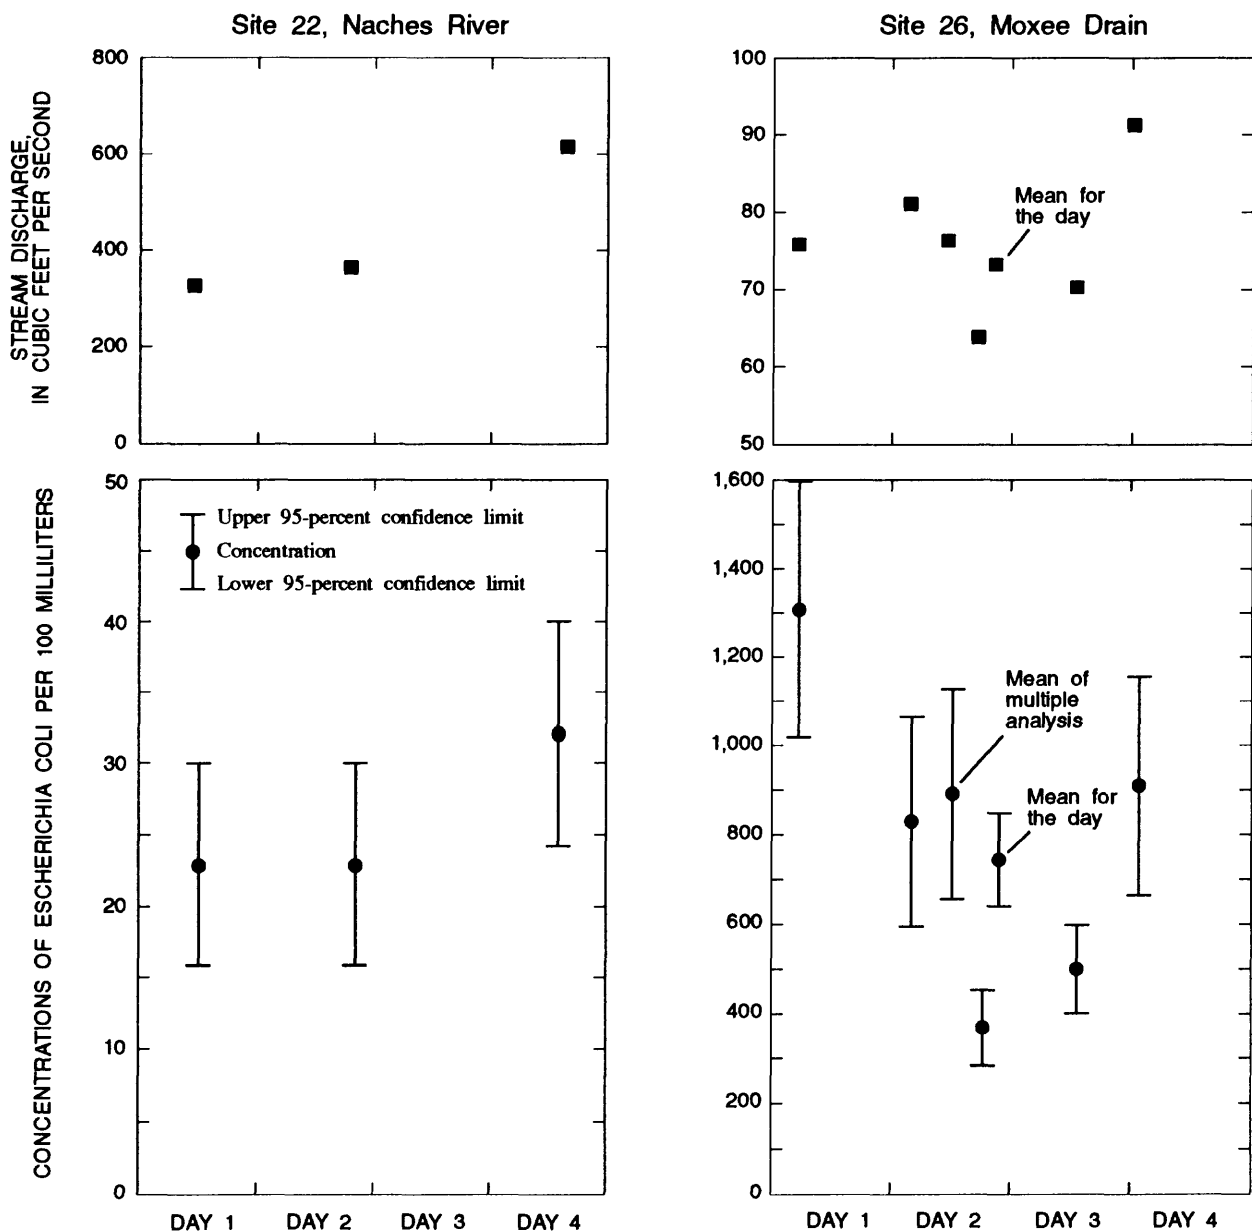 Site 22, Naches River
Site 26, Moxee Drain
STREAM DISCHARGE,
IN CUBIC FEET PER SECOND
800
600
400
200
0
100
90
80
70
60
50
Mean for
the day
CONCENTRATIONS OF ESCHERICHIA COLI PER 100 MILLILITERS
50
40
30
20
10
0
Upper 95-percent confidence limit
Concentration
Lower 95-percent confidence limit
1,600
1,400
1,200
1,000
800
600
400
200
0
Mean of
multiple
analysis
Mean for
the day
DAY 1 DAY 2 DAY 3 DAY 4
DAY 1 DAY 2 DAY 3 DAY 4